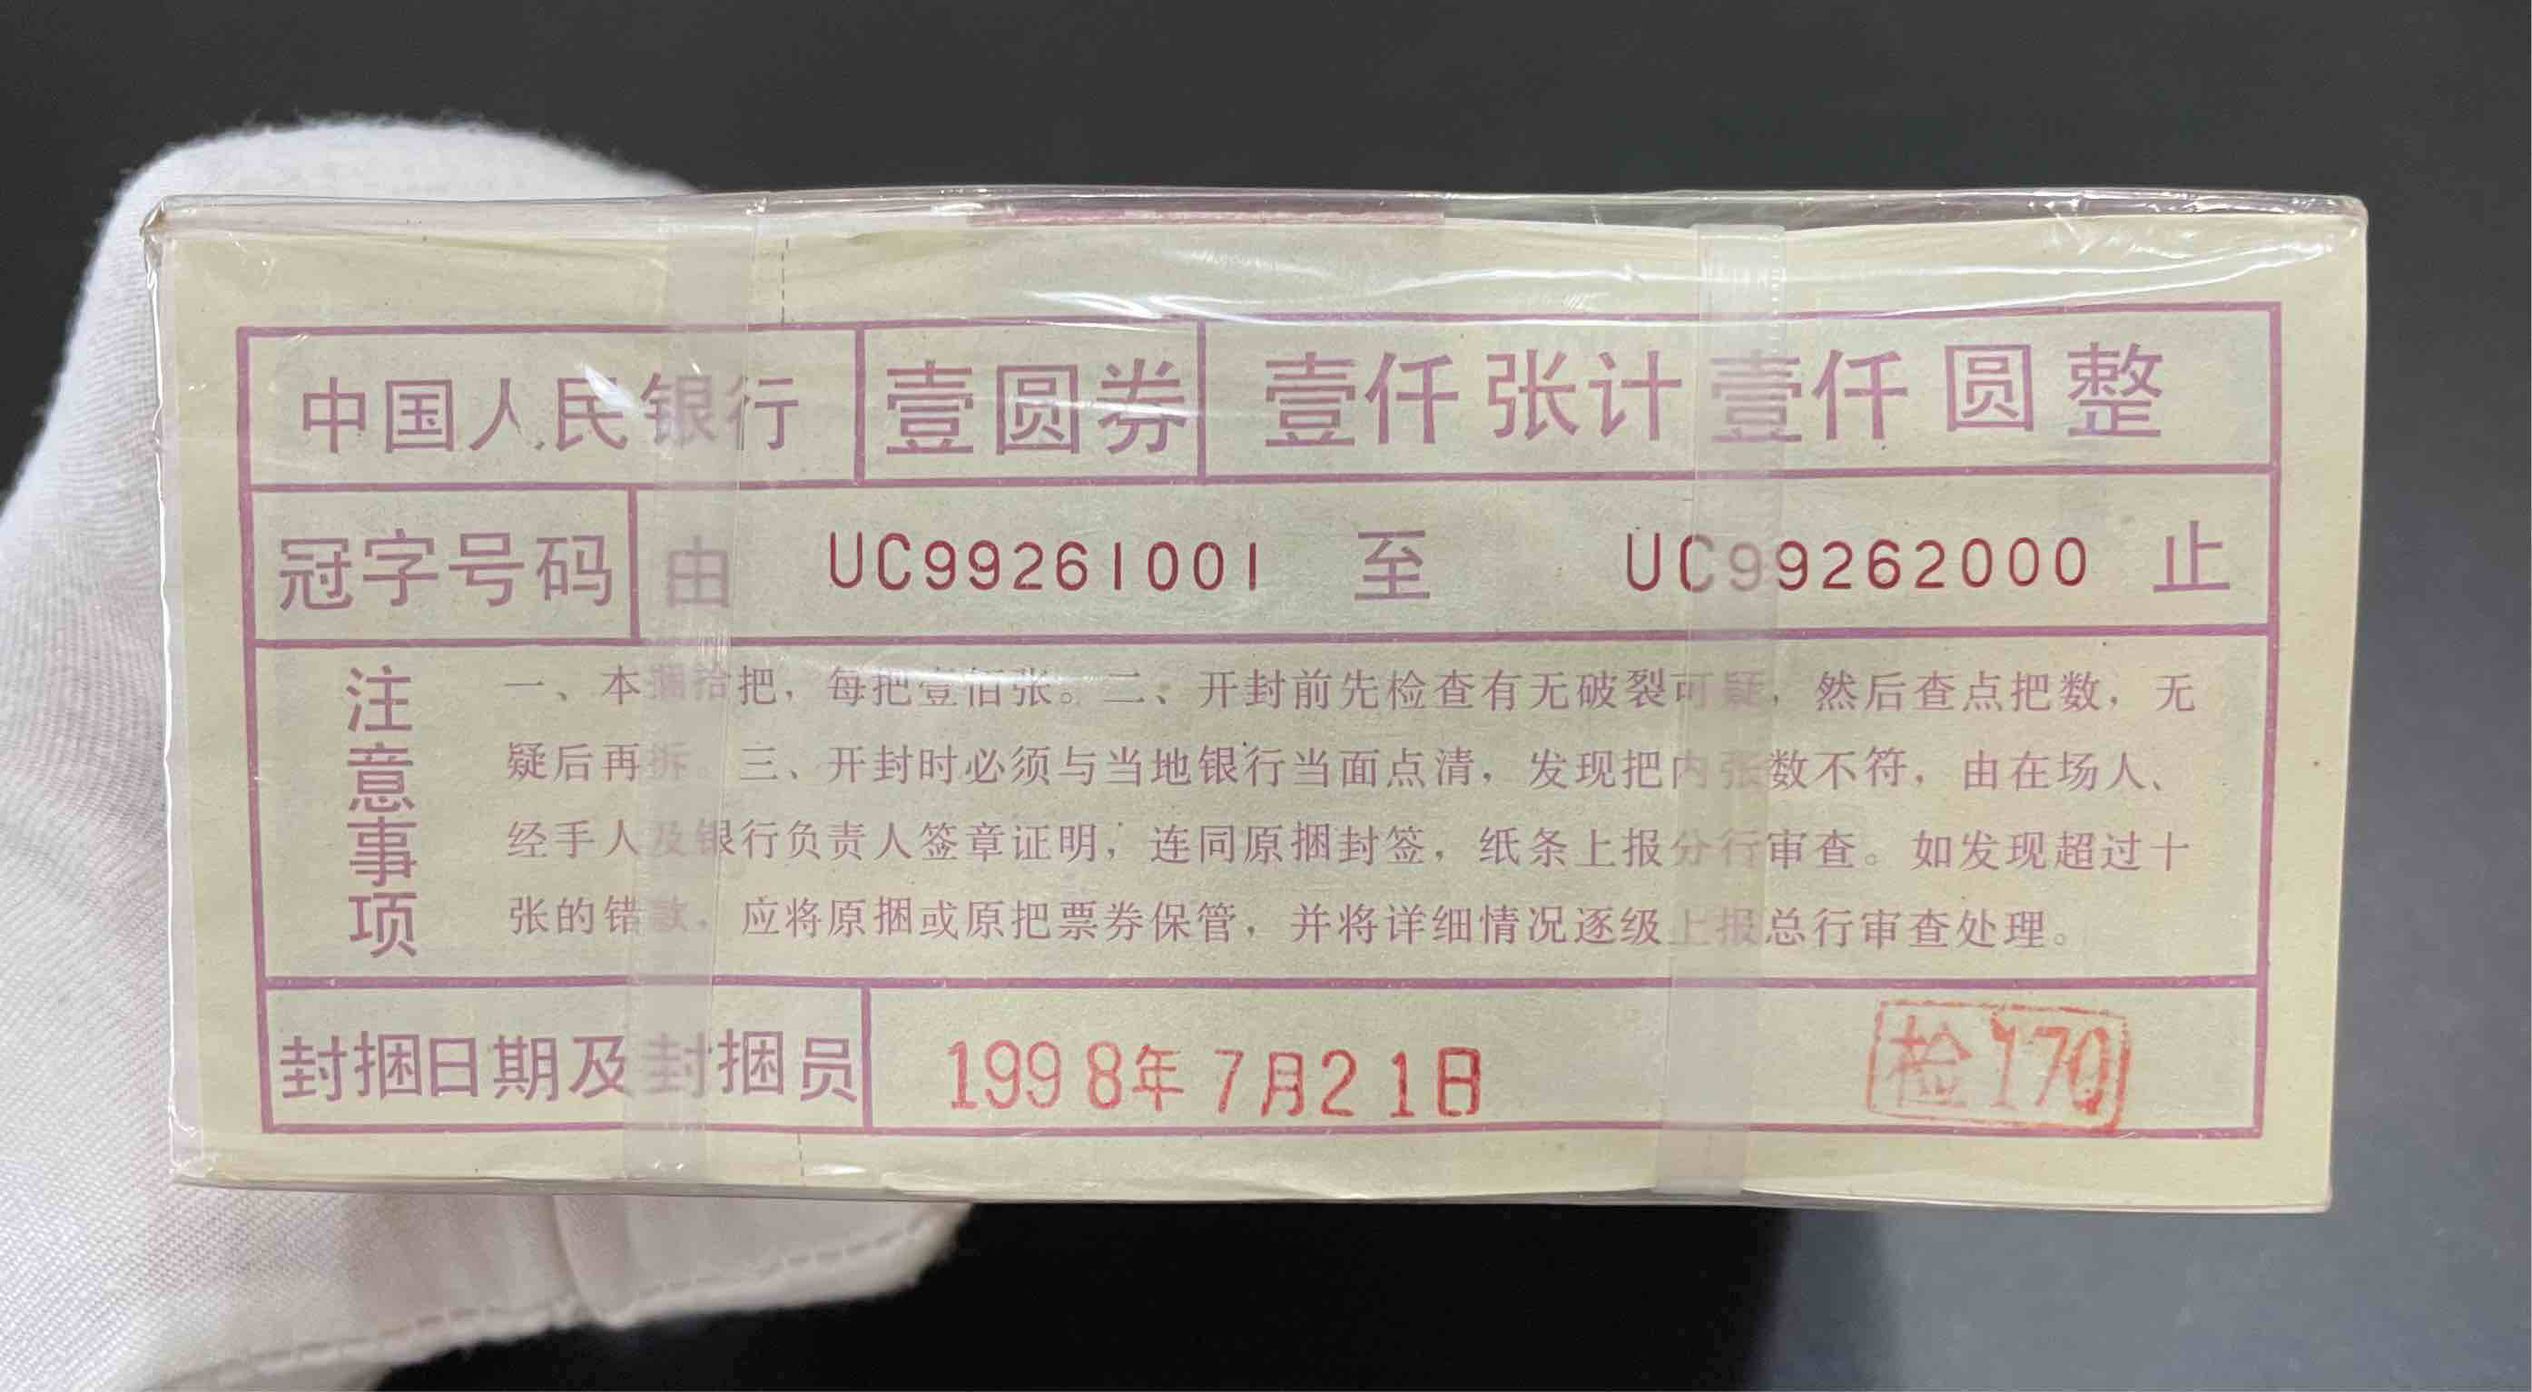 中国人民银行 壹圆券 壹仟张计壹仟圆整
冠字号码 由 UC99261001 至 UC99262000 止
注意事项
一、本捆拾把，每把壹佰张。二、开封前先检查有无破裂可疑，然后查点把数，无
疑后再拆。三、开封时必须与当地银行当面点清，发现把内张数不符，由在场人、
经手人及银行负责人签章证明，连同原捆封签，纸条上报分行审查。如发现超过十
张的错款，应将原捆或原把票券保管，并将详细情况逐级上报总行审查处理。
封捆日期及封捆员 1998年7月21日 检170